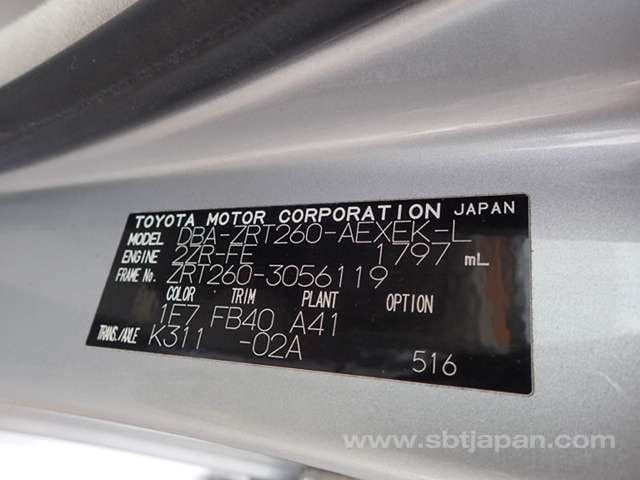 TOYOTA MOTOR CORPORATION JAPAN
MODEL DBA-ZRT260-AEXEK-L
ENGINE 2ZR-FE 1797 mL
FRAME No. ZRT260-3056119
COLOR TRIM PLANT OPTION
1F7 FB40 A41
TRANS./AXLE K311 -02A
516
www.sbtjapan.com